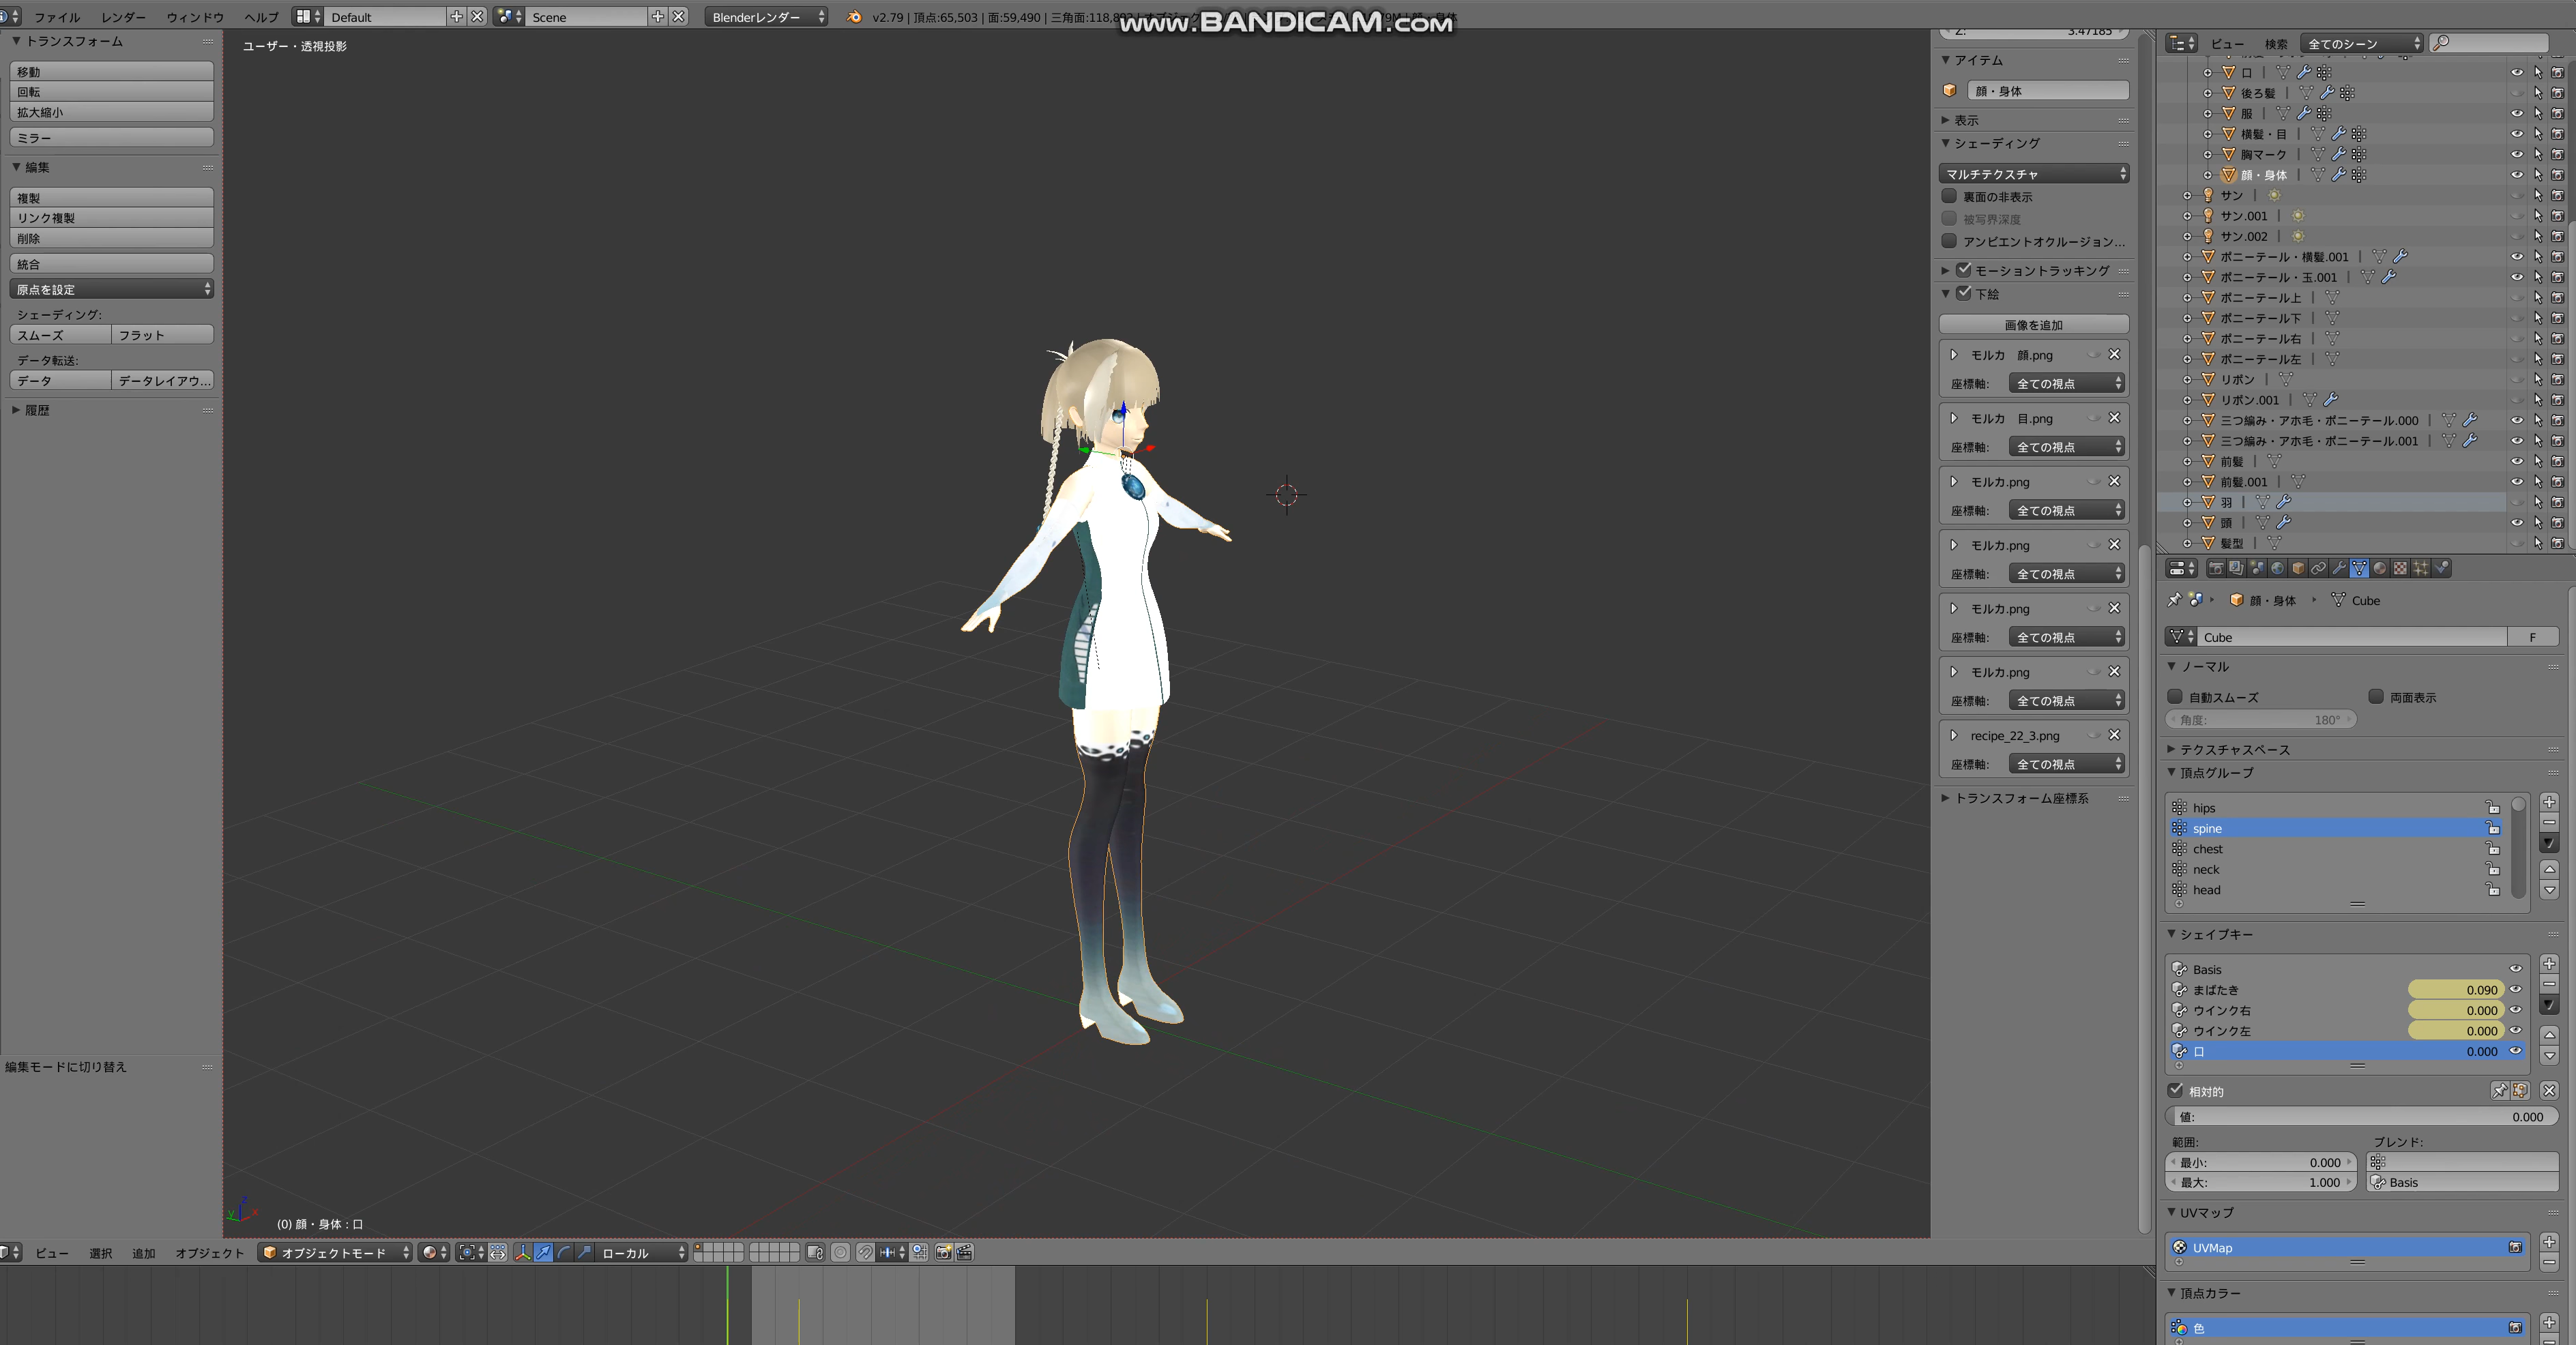 ファイル レンダー ウィンドウ ヘルプ Default Scene Blenderレンダー v2.79 | 頂点:65,503 | 面:59,490 | 三角面:118,
www.BANDICAM.com
トランスフォーム
移動
回転
拡大縮小
ミラー
編集
複製
リンク複製
削除
統合
原点を設定
シェーディング:
スムーズ フラット
データ転送:
データ データレイアウ...
履歴
編集モードに切り替え
ユーザー・透視投影
(0) 顔・身体 : 口
ビュー 選択 追加 オブジェクト オブジェクトモード ローカル
Z: 3.47185
アイテム
顔・身体
表示
シェーディング
マルチテクスチャ
裏面の非表示
被写界深度
アンビエントオクルージョン...
モーショントラッキング
下絵
画像を追加
モルカ 顔.png
座標軸: 全ての視点
モルカ 目.png
座標軸: 全ての視点
モルカ.png
座標軸: 全ての視点
モルカ.png
座標軸: 全ての視点
モルカ.png
座標軸: 全ての視点
モルカ.png
座標軸: 全ての視点
recipe_22_3.png
座標軸: 全ての視点
トランスフォーム座標系
ビュー 検索 全てのシーン
口
後ろ髪
服
横髪・目
胸マーク
顔・身体
サン
サン.001
サン.002
ポニーテール・横髪.001
ポニーテール・玉.001
ポニーテール上
ポニーテール下
ポニーテール右
ポニーテール左
リボン
リボン.001
三つ編み・アホ毛・ポニーテール.000
三つ編み・アホ毛・ポニーテール.001
前髪
前髪.001
羽
頭
髪型
顔・身体 Cube
Cube F
ノーマル
自動スムーズ 両面表示
角度: 180°
テクスチャスペース
頂点グループ
hips
spine
chest
neck
head
シェイプキー
Basis
まばたき 0.090
ウインク右 0.000
ウインク左 0.000
口 0.000
相対的
値: 0.000
範囲: ブレンド:
最小: 0.000
最大: 1.000 Basis
UVマップ
UVMap
頂点カラー
色